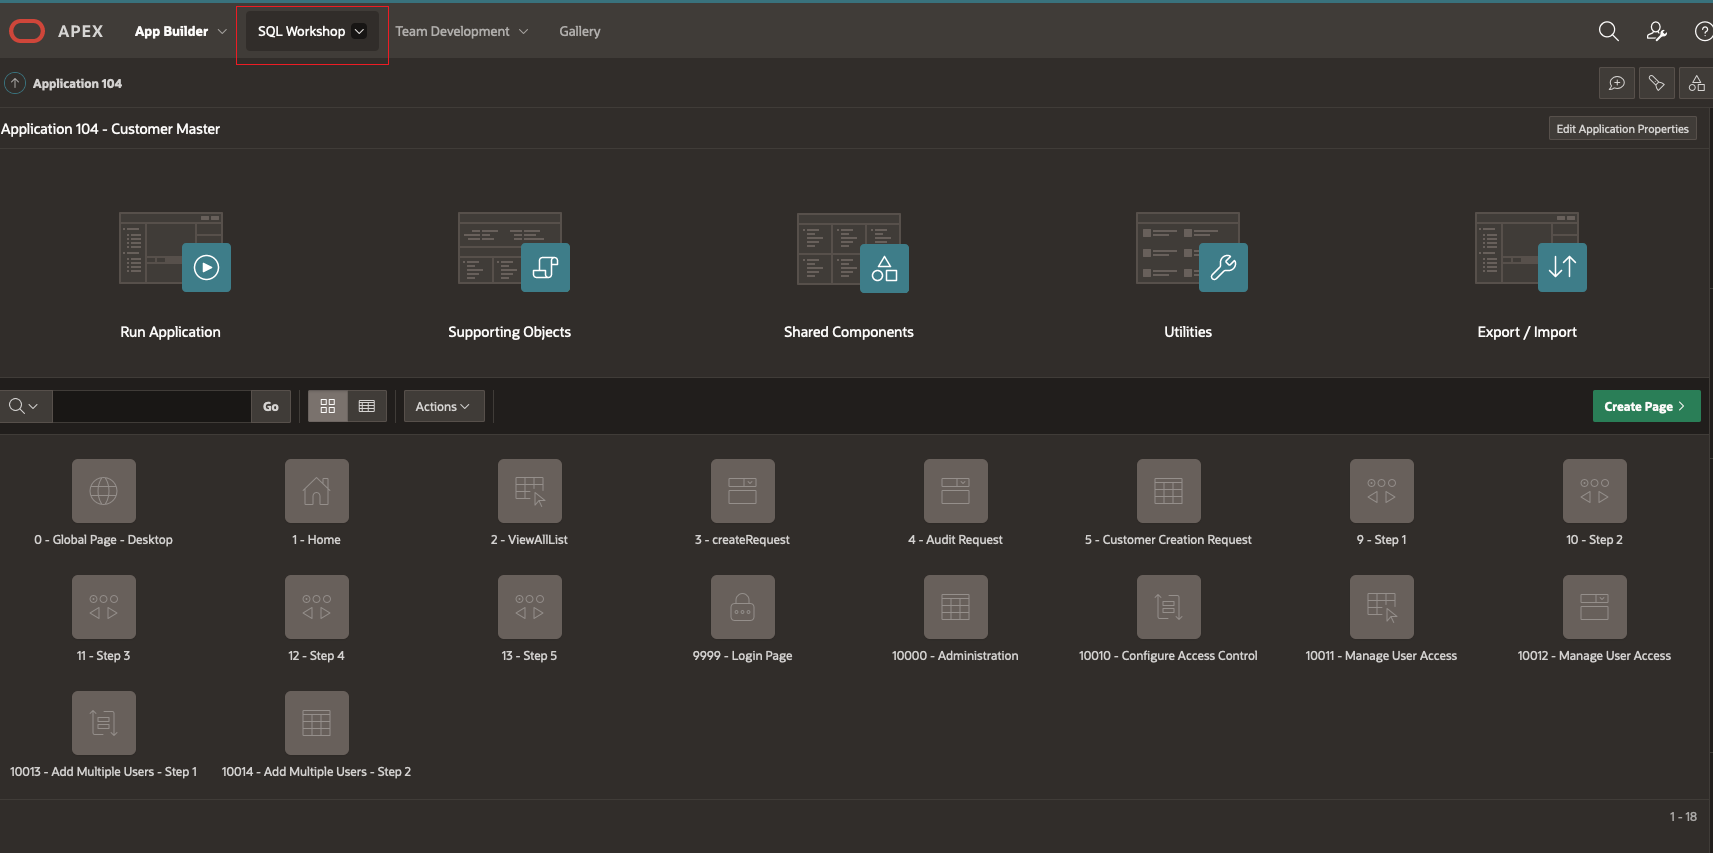 APEX App Builder SQL Workshop Team Development Gallery
Application 104
Application 104 - Customer Master Edit Application Properties
Run Application Supporting Objects Shared Components Utilities Export / Import
Go Actions Create Page
0 - Global Page - Desktop 1 - Home 2 - ViewAllList 3 - createRequest 4 - Audit Request 5 - Customer Creation Request 9 - Step 1 10 - Step 2
11 - Step 3 12 - Step 4 13 - Step 5 9999 - Login Page 10000 - Administration 10010 - Configure Access Control 10011 - Manage User Access 10012 - Manage User Access
10013 - Add Multiple Users - Step 1 10014 - Add Multiple Users - Step 2
1 - 18